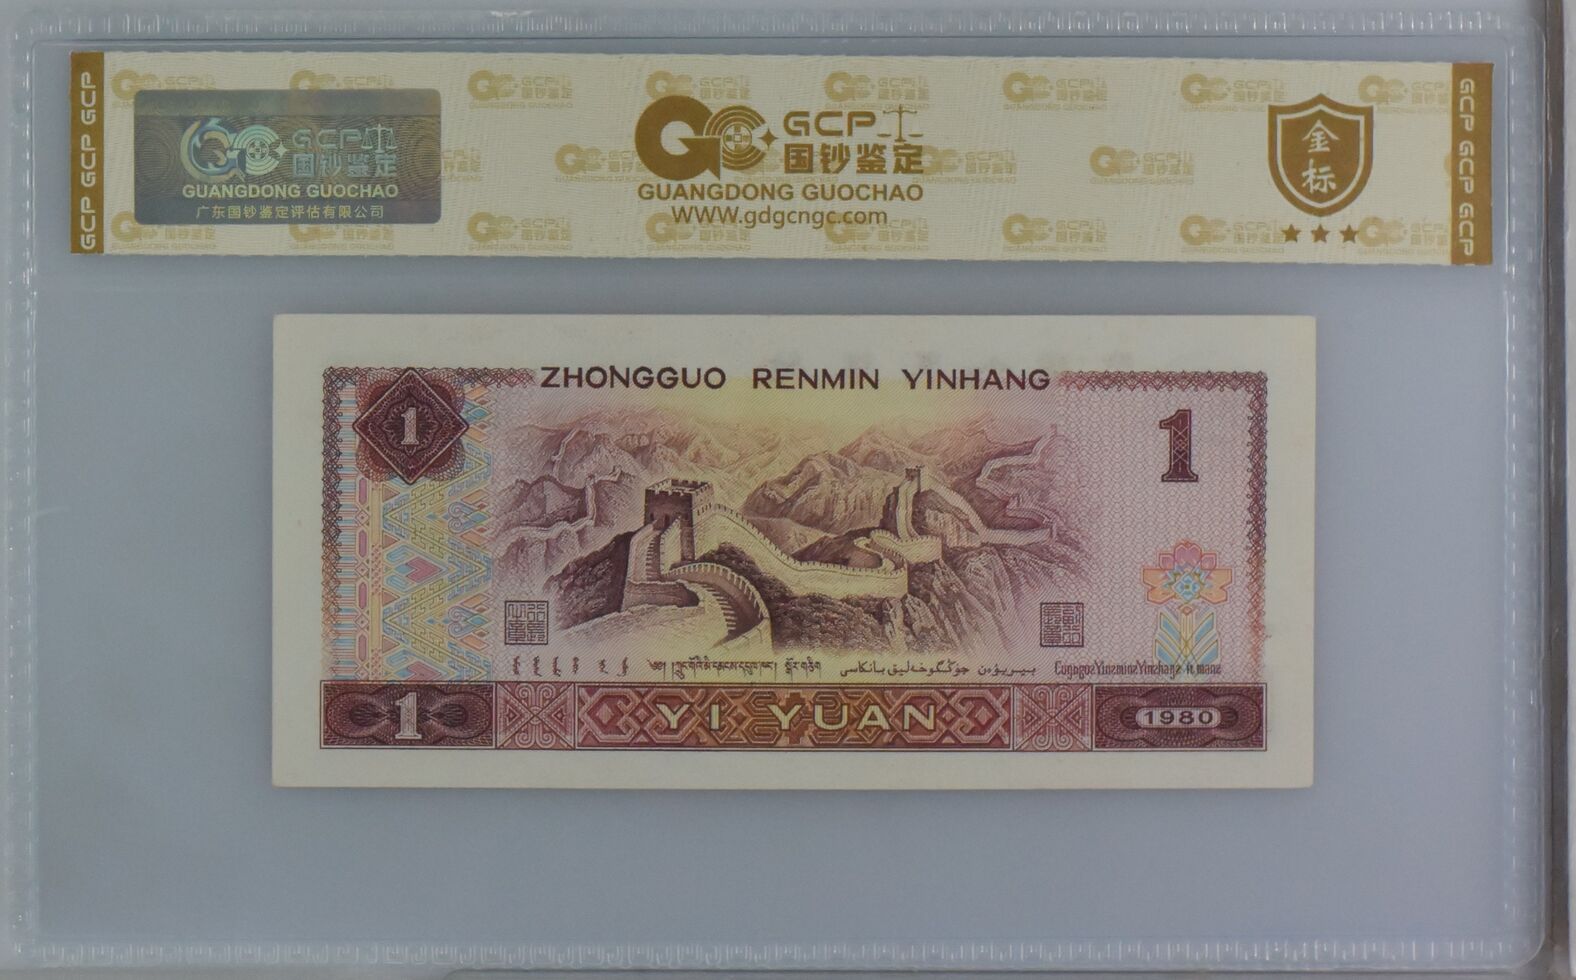 GCP GCP GCP
GCP
国钞鉴定
GUANGDONG GUOCHAO
广东国钞鉴定评估有限公司
GCP
国钞鉴定
GUANGDONG GUOCHAO
WWW.gdgcngc.com
金
标
GCP GCP GCP
ZHONGGUO RENMIN YINHANG
1
1
1
YI YUAN
1980